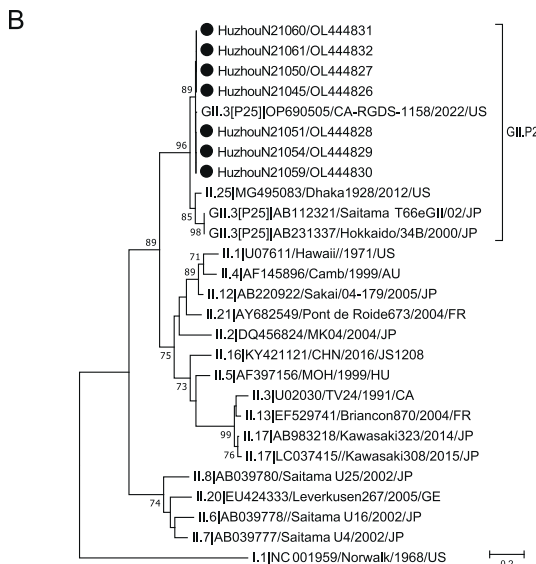 B
HuzhouN21060/OL444831
HuzhouN21061/OL444832
HuzhouN21050/OL444827
HuzhouN21045/OL444826
89
GII.3[P25]|OP690505/CA-RGDS-1158/2022/US
GII.P2
HuzhouN21051/OL444828
96
HuzhouN21054/OL444829
HuzhouN21059/OL444830
II.25|MG495083/Dhaka1928/2012/US
85
GII.3[P25]|AB112321/Saitama T66eGII/02/JP
98
GII.3[P25]|AB231337/Hokkaido/34B/2000/JP
89
71
II.1|U07611/Hawaii//1971/US
89
II.4|AF145896/Camb/1999/AU
II.12|AB220922/Sakai/04-179/2005/JP
II.21|AY682549/Pont de Roide673/2004/FR
II.2|DQ456824/MK04/2004/JP
75
II.16|KY421121/CHN/2016/JS1208
II.5|AF397156/MOH/1999/HU
73
II.3|U02030/TV24/1991/CA
II.13|EF529741/Briancon870/2004/FR
99
II.17|AB983218/Kawasaki323/2014/JP
76
II.17|LC037415//Kawasaki308/2015/JP
II.8|AB039780/Saitama U25/2002/JP
74
II.20|EU424333/Leverkusen267/2005/GE
II.6|AB039778//Saitama U16/2002/JP
II.7|AB039777/Saitama U4/2002/JP
I.1|NC 001959/Norwalk/1968/US